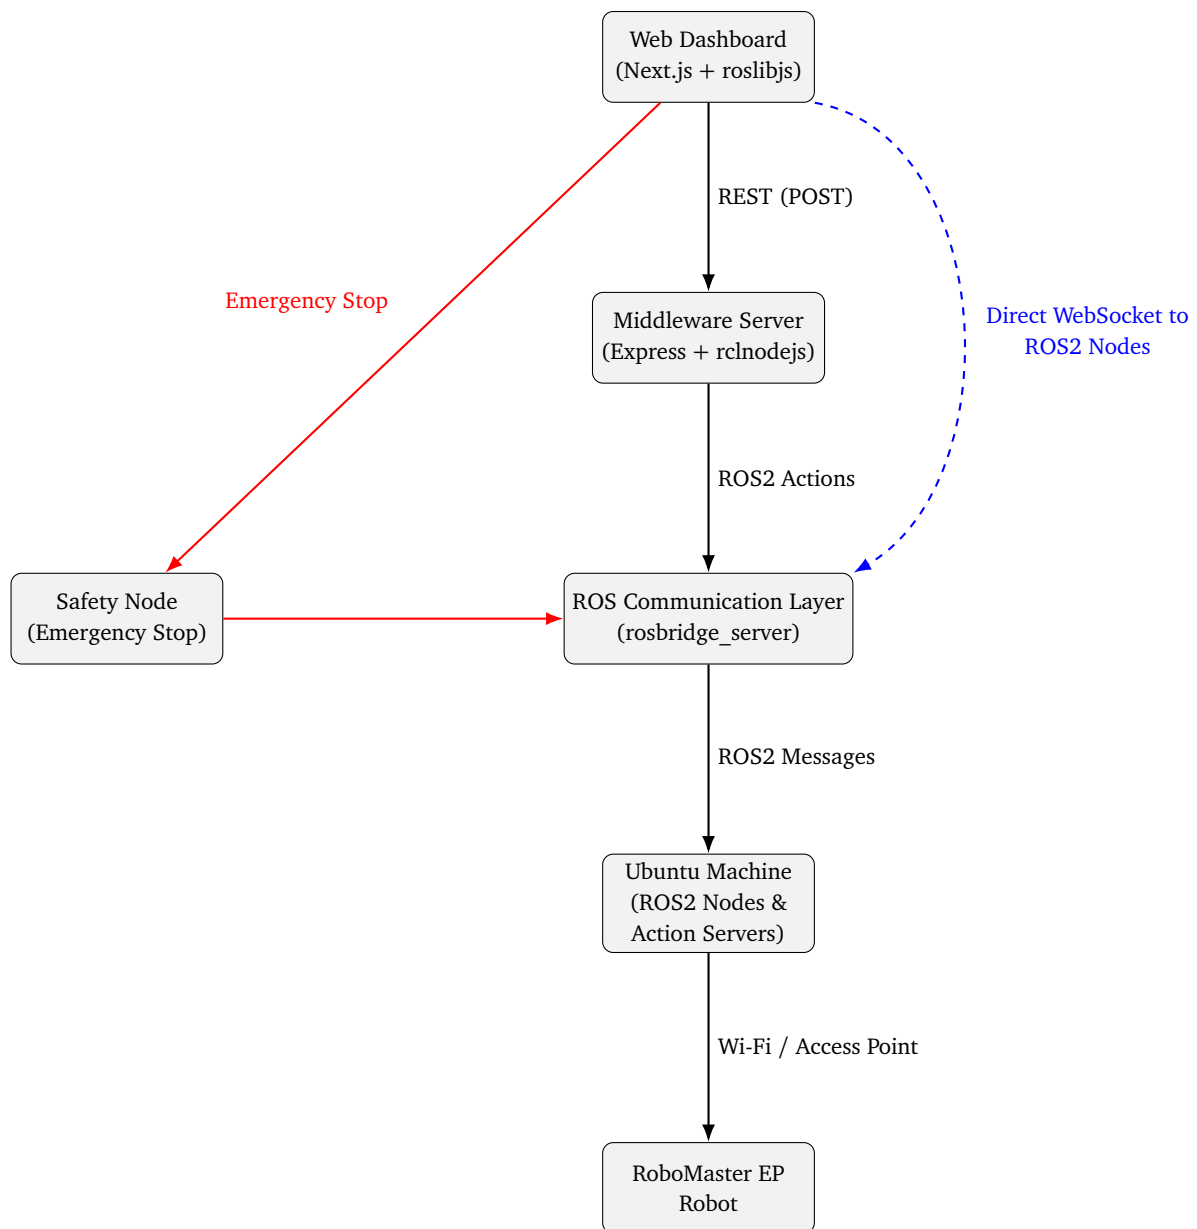 Web Dashboard
(Next.js + roslibjs)
REST (POST)
Emergency Stop
Direct WebSocket to
ROS2 Nodes
Middleware Server
(Express + rclnodejs)
ROS2 Actions
Safety Node
(Emergency Stop)
ROS Communication Layer
(rosbridge_server)
ROS2 Messages
Ubuntu Machine
(ROS2 Nodes &
Action Servers)
Wi-Fi / Access Point
RoboMaster EP
Robot